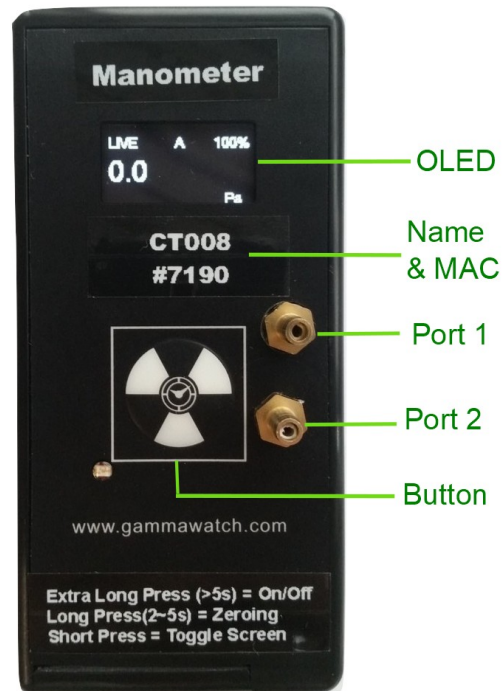 Manometer
LIVE A 100%
0.0
Pa
OLED
CT008
#7190
Name
& MAC
Port 1
Port 2
Button
www.gammawatch.com
Extra Long Press (>5s) = On/Off
Long Press(2~5s) = Zeroing
Short Press = Toggle Screen